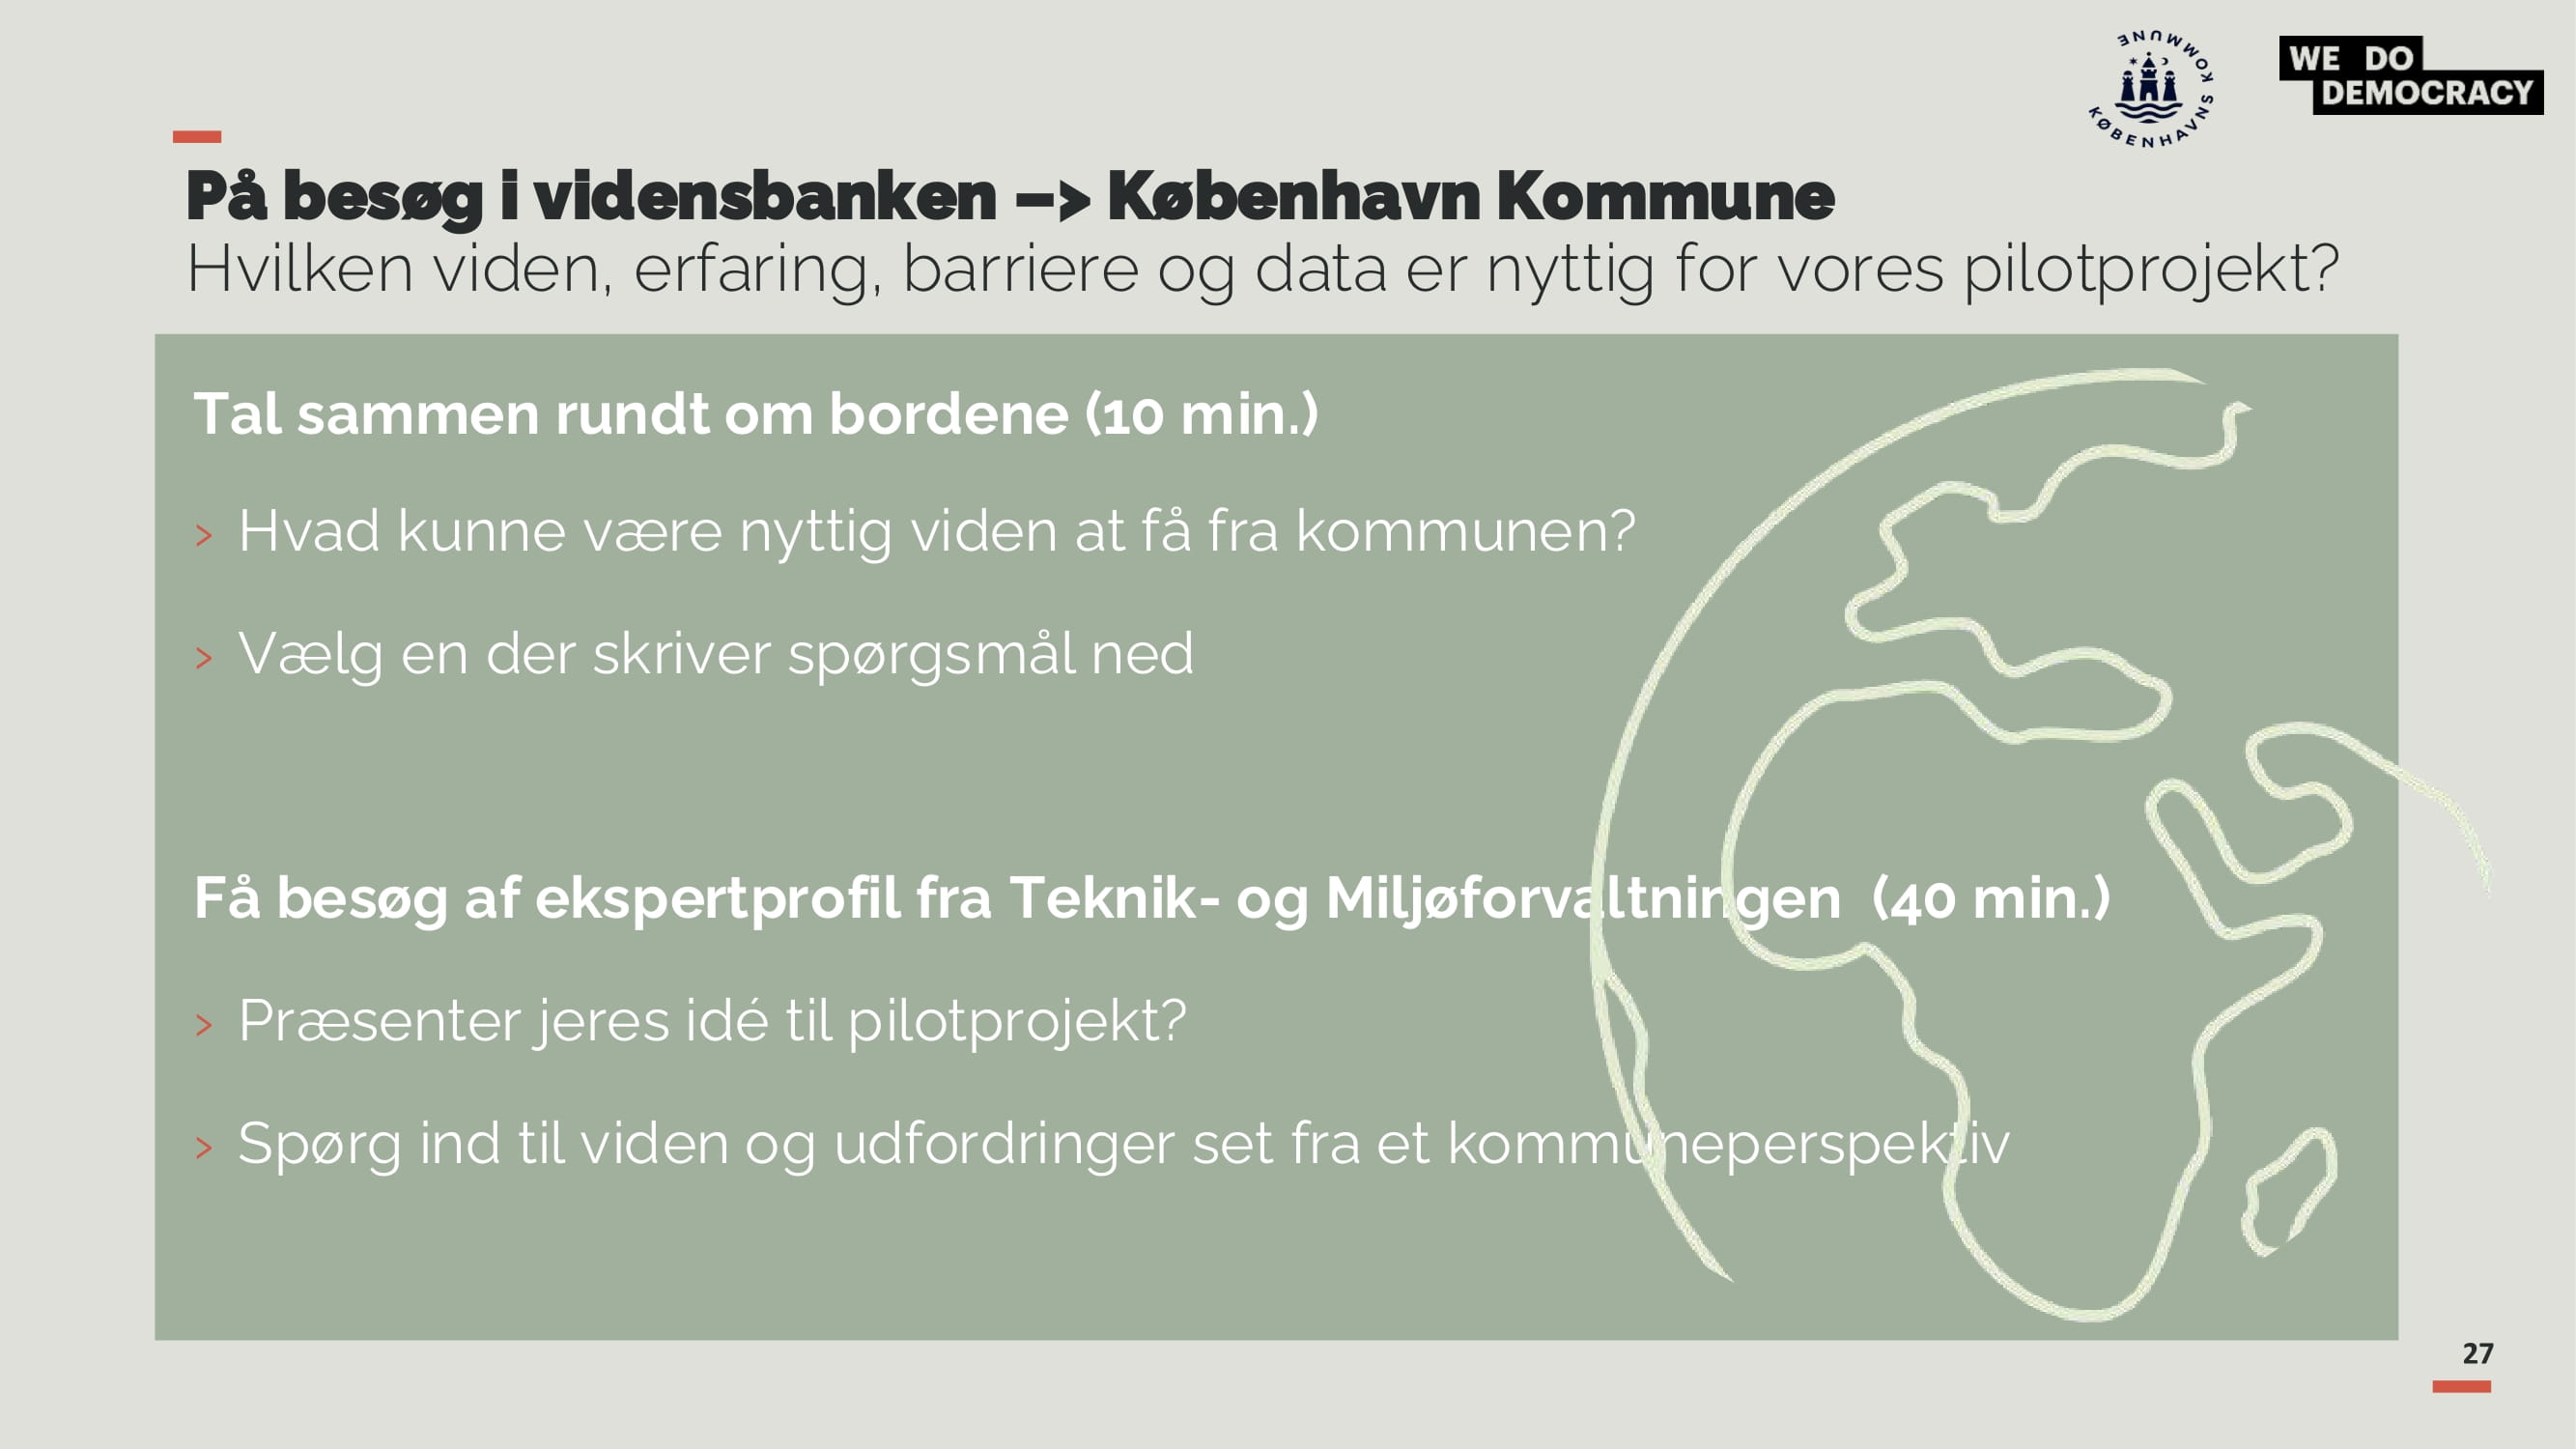 KØBENHAVNS KOMMUNE
WE DO
DEMOCRACY
På besøg i vidensbanken –> København Kommune
Hvilken viden, erfaring, barriere og data er nyttig for vores pilotprojekt?
Tal sammen rundt om bordene (10 min.)
> Hvad kunne være nyttig viden at få fra kommunen?
> Vælg en der skriver spørgsmål ned
Få besøg af ekspertprofil fra Teknik- og Miljøforvaltningen (40 min.)
> Præsenter jeres idé til pilotprojekt?
> Spørg ind til viden og udfordringer set fra et kommuneperspektiv
27